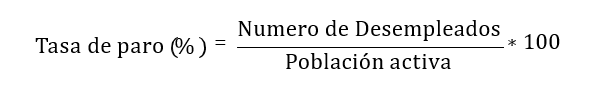 Tasa de paro (%) = Numero de Desempleados / Población activa * 100